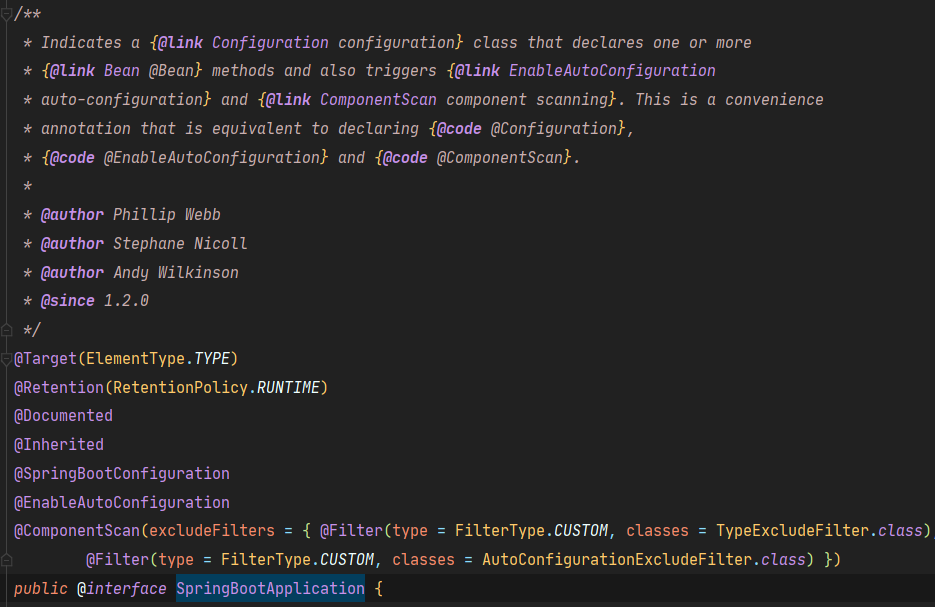 /**
* Indicates a {@link Configuration configuration} class that declares one or more
* {@link Bean @Bean} methods and also triggers {@link EnableAutoConfiguration
* auto-configuration} and {@link ComponentScan component scanning}. This is a convenience
* annotation that is equivalent to declaring {@code @Configuration},
* {@code @EnableAutoConfiguration} and {@code @ComponentScan}.
*
* @author Phillip Webb
* @author Stephane Nicoll
* @author Andy Wilkinson
* @since 1.2.0
*/
@Target(ElementType.TYPE)
@Retention(RetentionPolicy.RUNTIME)
@Documented
@Inherited
@SpringBootConfiguration
@EnableAutoConfiguration
@ComponentScan(excludeFilters = { @Filter(type = FilterType.CUSTOM, classes = TypeExcludeFilter.class),
@Filter(type = FilterType.CUSTOM, classes = AutoConfigurationExcludeFilter.class) })
public @interface SpringBootApplication {